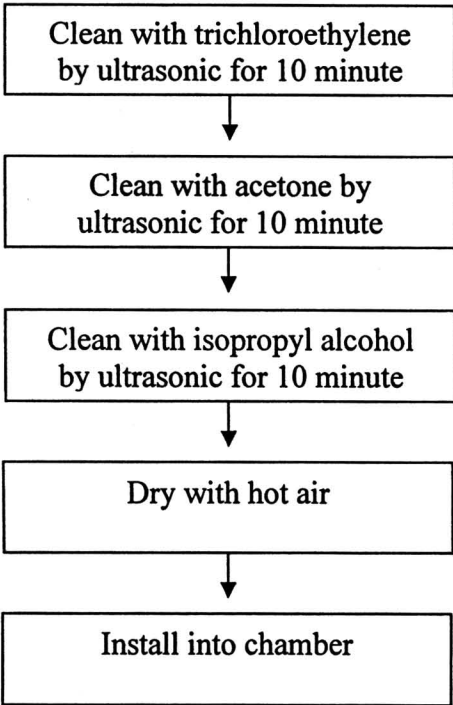 Clean with trichloroethylene
by ultrasonic for 10 minute
Clean with acetone by
ultrasonic for 10 minute
Clean with isopropyl alcohol
by ultrasonic for 10 minute
Dry with hot air
Install into chamber